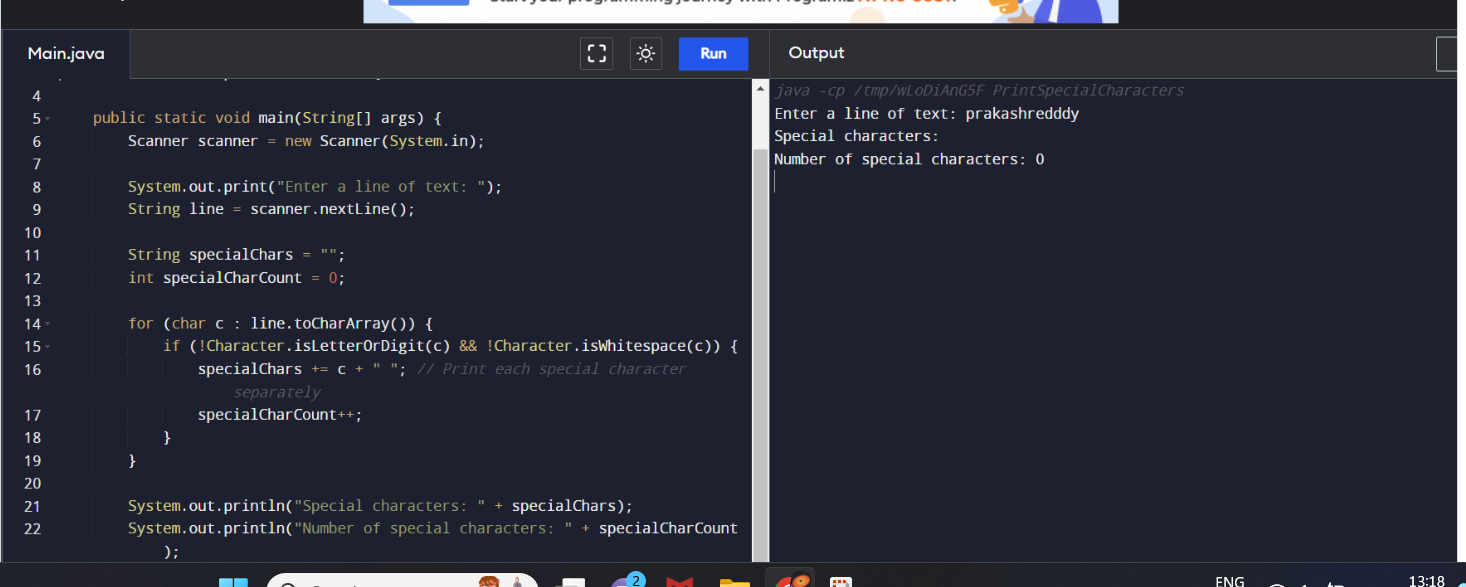 Main.java
Run
Output
4
5 public static void main(String[] args) {
6 Scanner scanner = new Scanner(System.in);
7
8 System.out.print("Enter a line of text: ");
9 String line = scanner.nextLine();
10
11 String specialChars = "";
12 int specialCharCount = 0;
13
14 for (char c : line.toCharArray()) {
15 if (!Character.isLetterOrDigit(c) && !Character.isWhitespace(c)) {
16 specialChars += c + " "; // Print each special character
separately
17 specialCharCount++;
18 }
19 }
20
21 System.out.println("Special characters: " + specialChars);
22 System.out.println("Number of special characters: " + specialCharCount
);
java -cp /tmp/wLoDiAnG5F PrintSpecialCharacters
Enter a line of text: prakashredddy
Special characters:
Number of special characters: 0
2
ENG
13:18